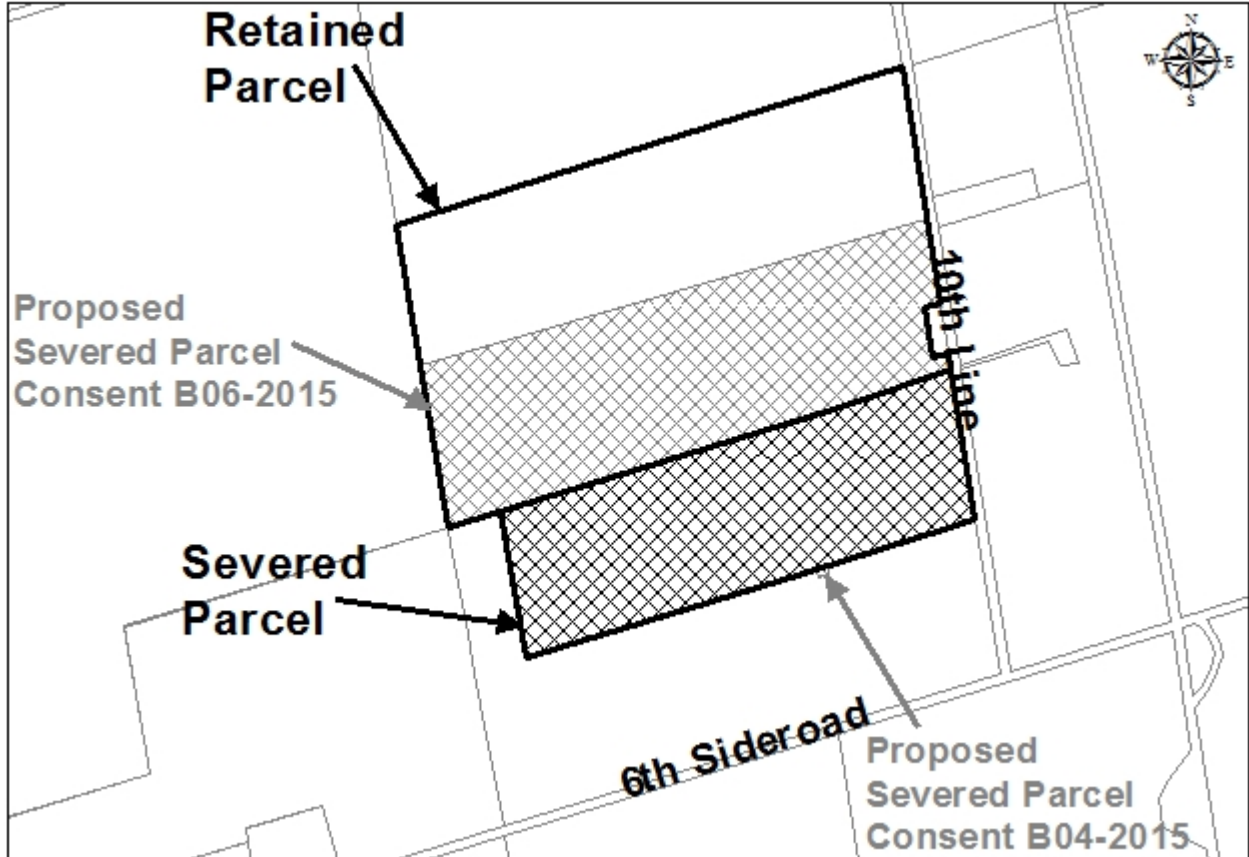 Retained
Parcel
N
W
E
S
10th Line
Proposed
Severed Parcel
Consent B06-2015
Severed
Parcel
6th Sideroad
Proposed
Severed Parcel
Consent B04-2015